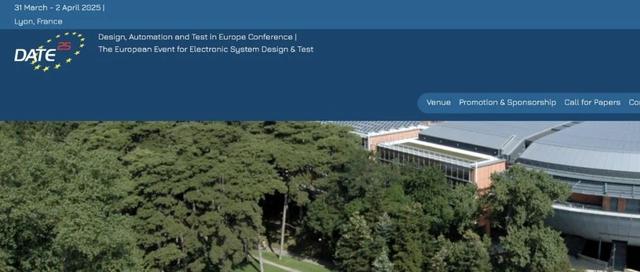 31 March - 2 April 2025 |
Lyon, France
DATE 25
Design, Automation and Test in Europe Conference |
The European Event for Electronic System Design & Test
Venue Promotion & Sponsorship Call for Papers